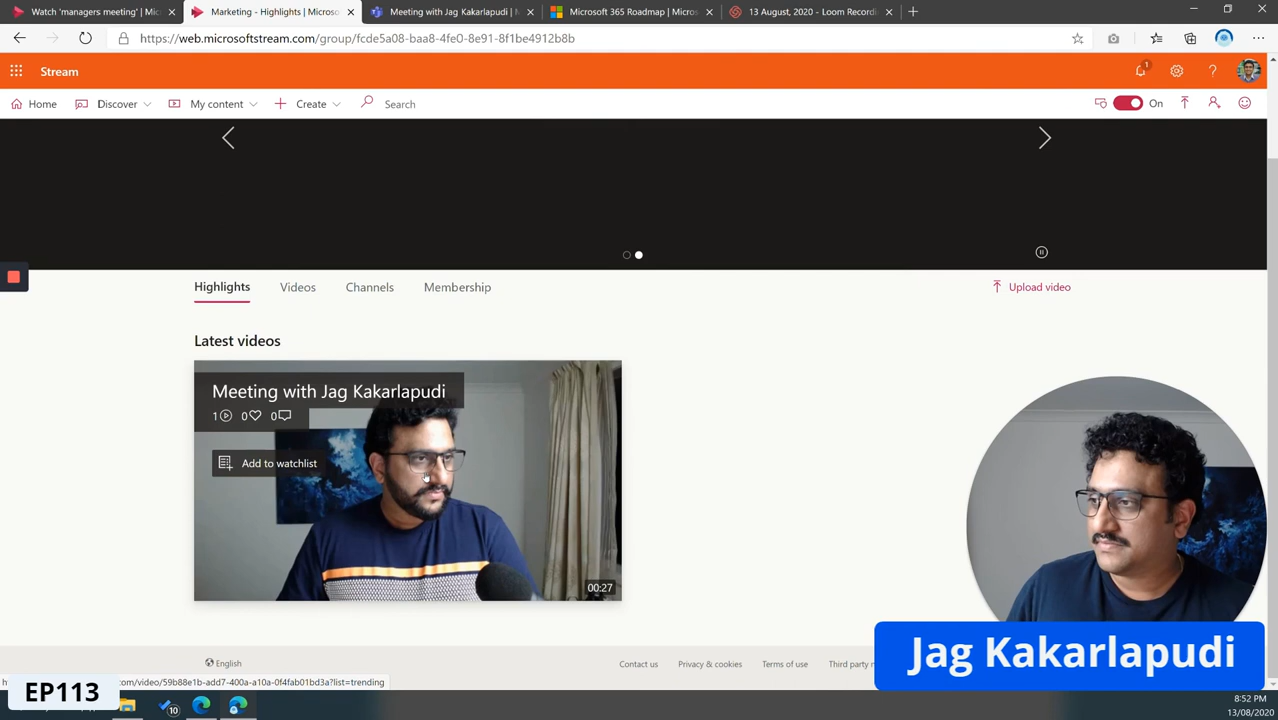 Watch 'managers meeting' | Mic
Marketing - Highlights | Microso
Meeting with Jag Kakarlapudi | M
Microsoft 365 Roadmap | Micros
13 August, 2020 - Loom Recordi
https://web.microsoftstream.com/group/fcde5a08-baa8-4fe0-8e91-8f1be4912b8b
Stream
1
Home
Discover
My content
Create
Search
On
Highlights
Videos
Channels
Membership
Upload video
Latest videos
Meeting with Jag Kakarlapudi
1
0
0
Add to watchlist
00:27
English
Contact us
Privacy & cookies
Terms of use
Third party
Jag Kakarlapudi
com/video/59b88e1b-add7-400a-a10a-0f4fab01bd3a?list=trending
EP113
10
8:52 PM
13/08/2020